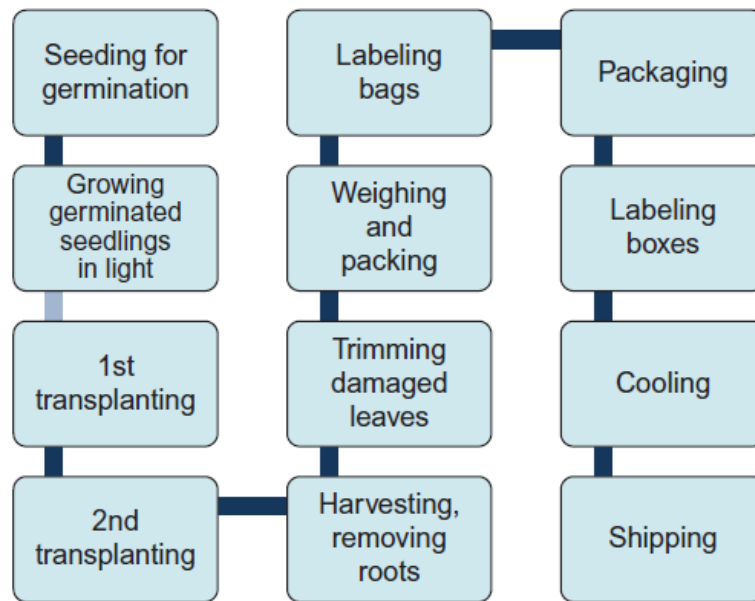 Seeding for
germination
Growing
germinated
seedlings
in light
1st
transplanting
2nd
transplanting
Harvesting,
removing
roots
Trimming
damaged
leaves
Weighing
and
packing
Labeling
bags
Packaging
Labeling
boxes
Cooling
Shipping